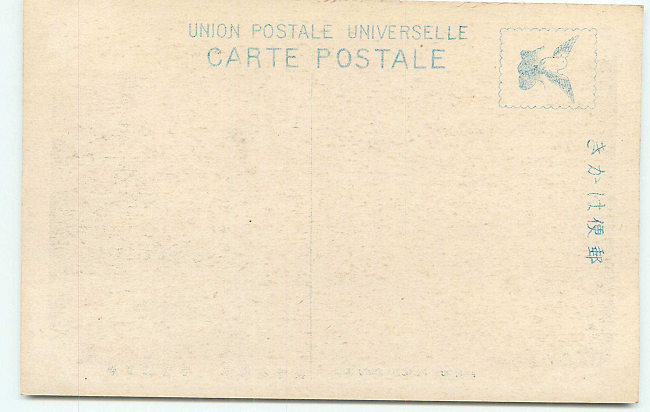 UNION POSTALE UNIVERSELLE
CARTE POSTALE
郵便はかき